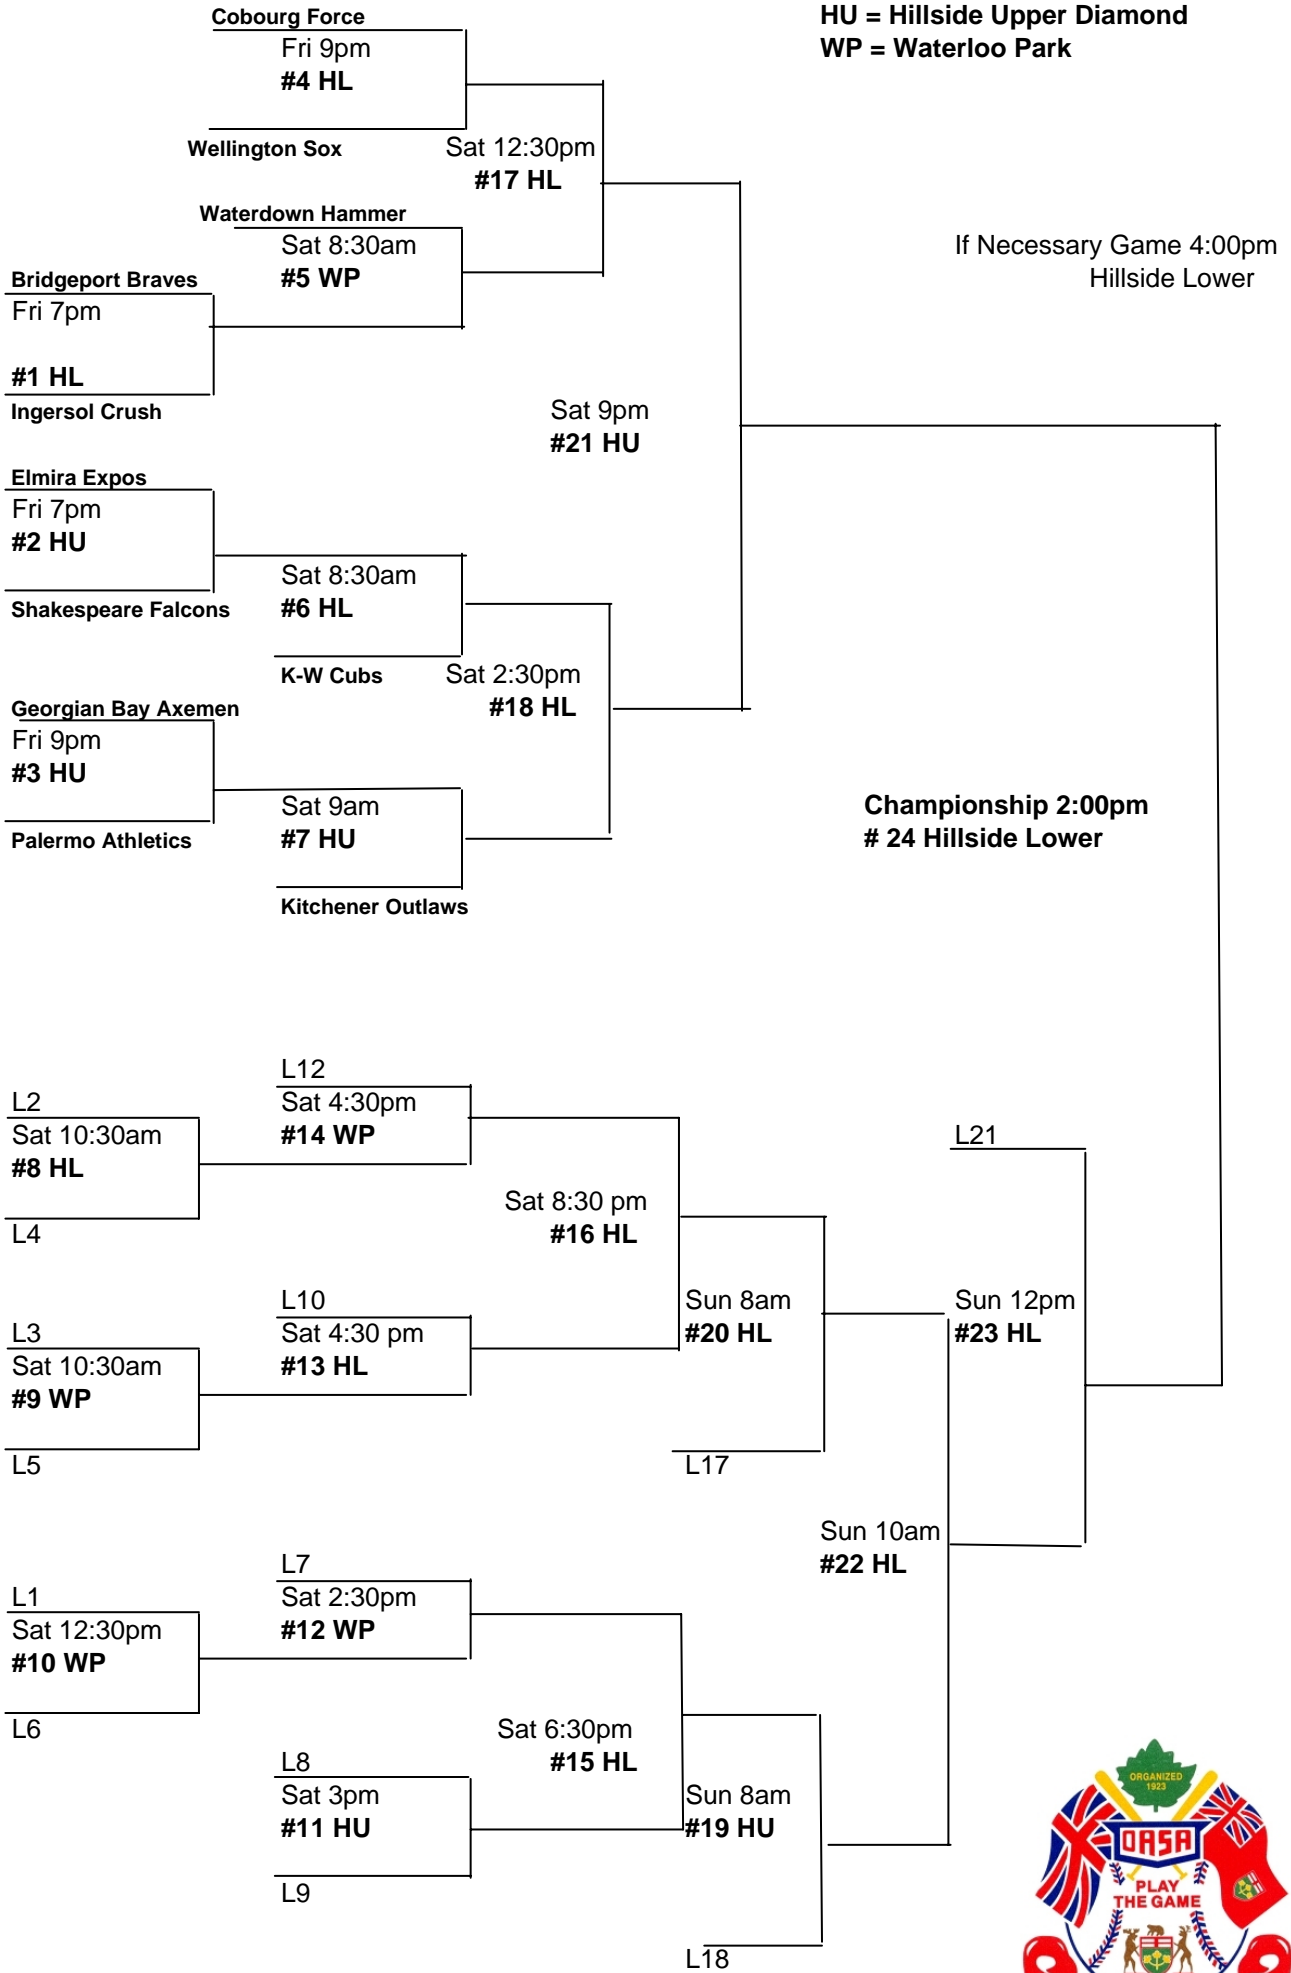 Cobourg Force
HU = Hillside Upper Diamond
Fri 9pm
WP = Waterloo Park
#4 HL
Wellington Sox
Sat 12:30pm
#17 HL
Waterdown Hammer
Sat 8:30am
If Necessary Game 4:00pm
Bridgeport Braves
#5 WP
Hillside Lower
Fri 7pm
#1 HL
Ingersol Crush
Sat 9pm
#21 HU
Elmira Expos
Fri 7pm
#2 HU
Sat 8:30am
Shakespeare Falcons
#6 HL
K-W Cubs
Sat 2:30pm
Georgian Bay Axemen
#18 HL
Fri 9pm
#3 HU
Sat 9am
Championship 2:00pm
Palermo Athletics
#7 HU
# 24 Hillside Lower
Kitchener Outlaws
L12
L2
Sat 4:30pm
Sat 10:30am
#14 WP
L21
#8 HL
Sat 8:30 pm
L4
#16 HL
L10
Sun 8am
Sun 12pm
L3
Sat 4:30 pm
#20 HL
#23 HL
Sat 10:30am
#13 HL
#9 WP
L5
L17
Sun 10am
L7
#22 HL
L1
Sat 2:30pm
Sat 12:30pm
#12 WP
#10 WP
L6
Sat 6:30pm
L8
#15 HL
Sat 3pm
Sun 8am
#11 HU
#19 HU
L9
L18
ORGANIZED
1923
OASA
PLAY
THE GAME